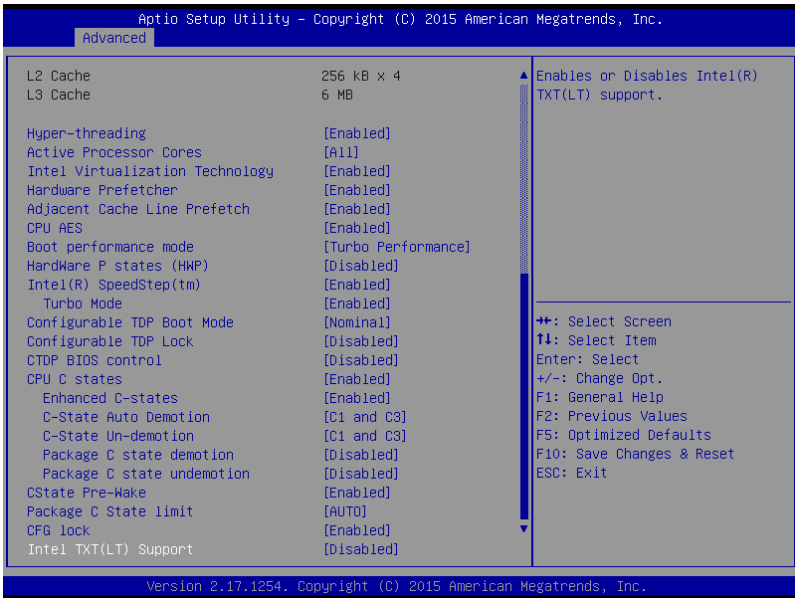 Aptio Setup Utility – Copyright (C) 2015 American Megatrends, Inc.
Advanced
L2 Cache 256 kB x 4
L3 Cache 6 MB
Hyper-threading [Enabled]
Active Processor Cores [All]
Intel Virtualization Technology [Enabled]
Hardware Prefetcher [Enabled]
Adjacent Cache Line Prefetch [Enabled]
CPU AES [Enabled]
Boot performance mode [Turbo Performance]
HardWare P states (HWP) [Disabled]
Intel(R) SpeedStep(tm) [Enabled]
Turbo Mode [Enabled]
Configurable TDP Boot Mode [Nominal]
Configurable TDP Lock [Disabled]
CTDP BIOS control [Disabled]
CPU C states [Enabled]
Enhanced C-states [Enabled]
C-State Auto Demotion [C1 and C3]
C-State Un-demotion [C1 and C3]
Package C state demotion [Disabled]
Package C state undemotion [Disabled]
CState Pre-Wake [Enabled]
Package C State limit [AUTO]
CFG lock [Enabled]
Intel TXT(LT) Support [Disabled]
Enables or Disables Intel(R)
TXT(LT) support.
→←: Select Screen
↑↓: Select Item
Enter: Select
+/-: Change Opt.
F1: General Help
F2: Previous Values
F5: Optimized Defaults
F10: Save Changes & Reset
ESC: Exit
Version 2.17.1254. Copyright (C) 2015 American Megatrends, Inc.